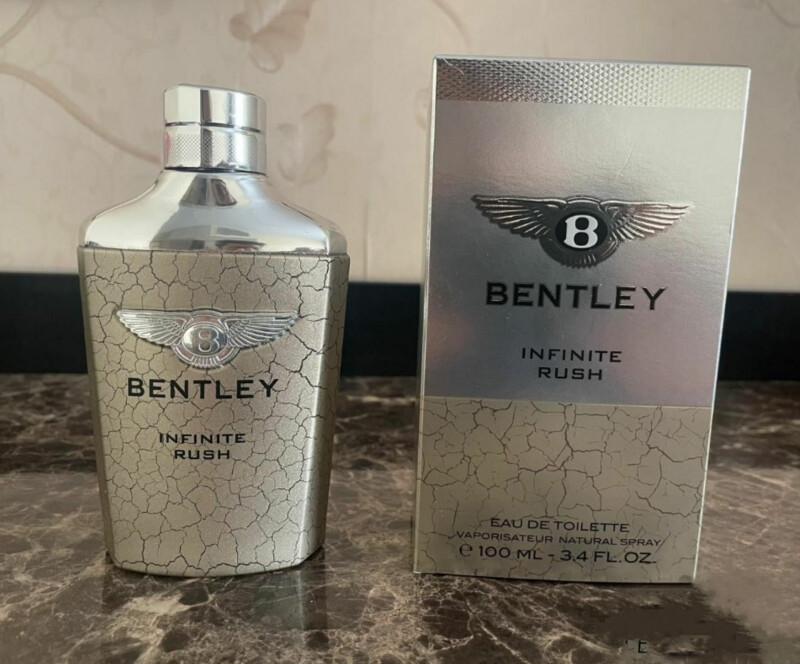 B
BENTLEY
INFINITE
RUSH
B
BENTLEY
INFINITE
RUSH
EAU DE TOILETTE
VAPORISATEUR NATURAL SPRAY
℮ 100 ML - 3.4 FL.OZ.